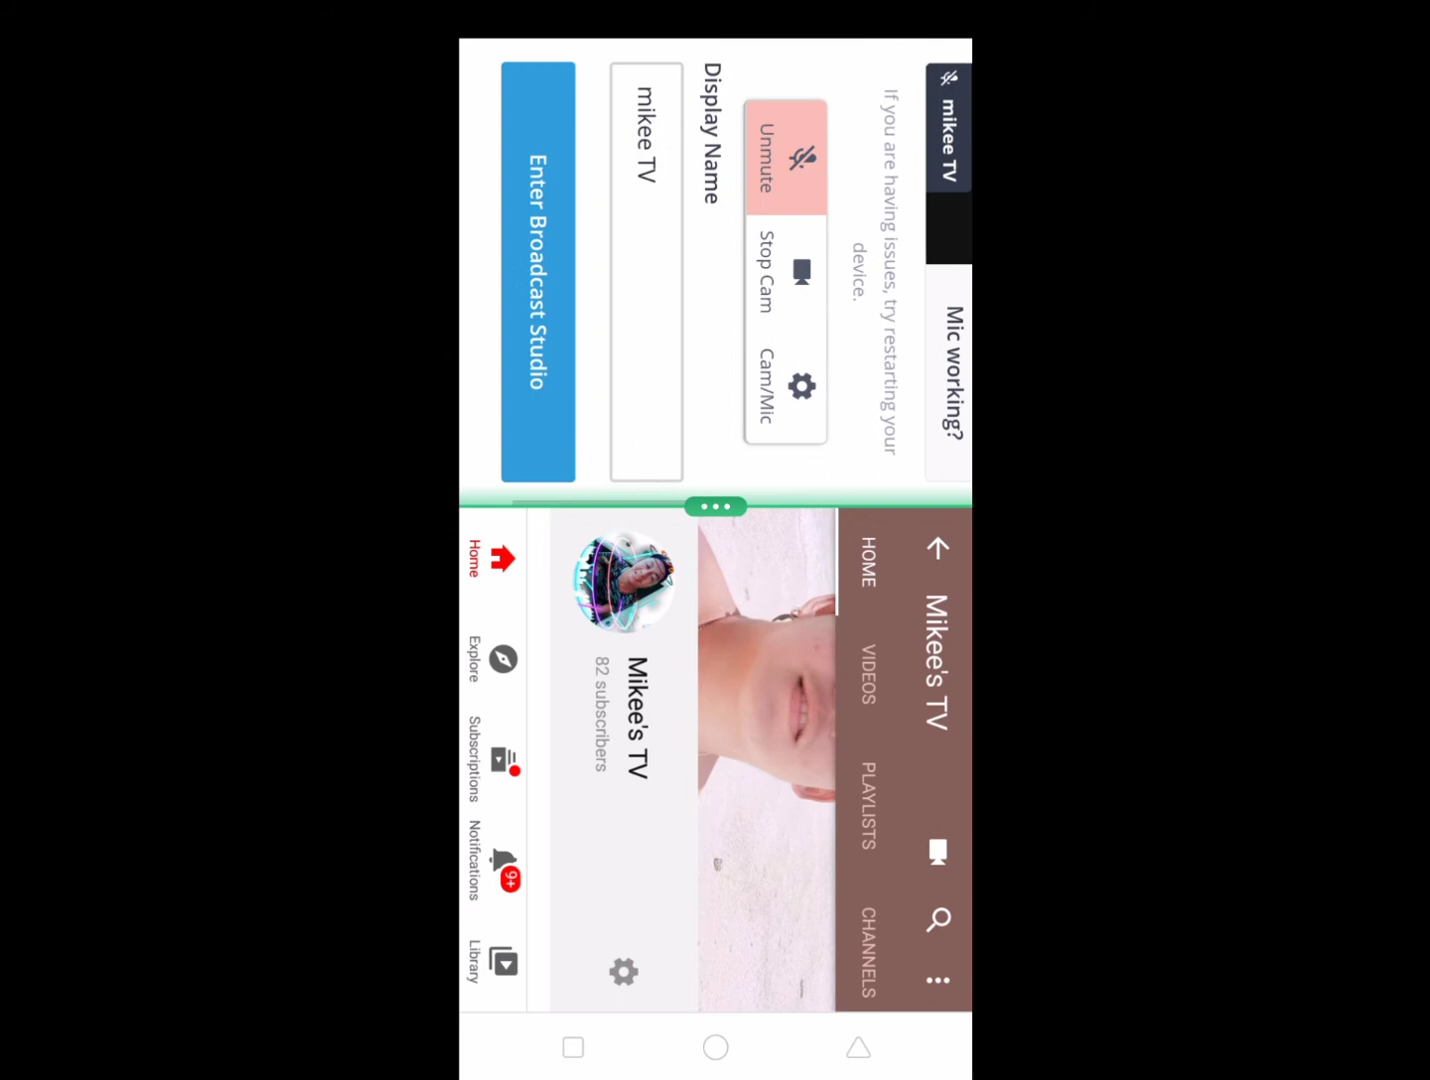 mikee TV
Mic working?
If you are having issues, try restarting your
device.
Unmute
Stop Cam
Cam/Mic
Display Name
mikee TV
Enter Broadcast Studio
Mikee's TV
HOME
VIDEOS
PLAYLISTS
CHANNELS
Mikee's TV
82 subscribers
9+
Home
Explore
Subscriptions
Notifications
Library